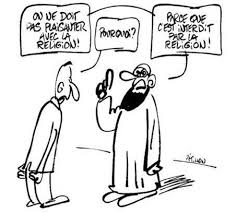 ON NE DOIT
PAS PLAISANTER
AVEC LA
RELIGION!
POURQUOI?
PARCE QUE
C'EST INTERDIT
PAR LA
RELIGION!